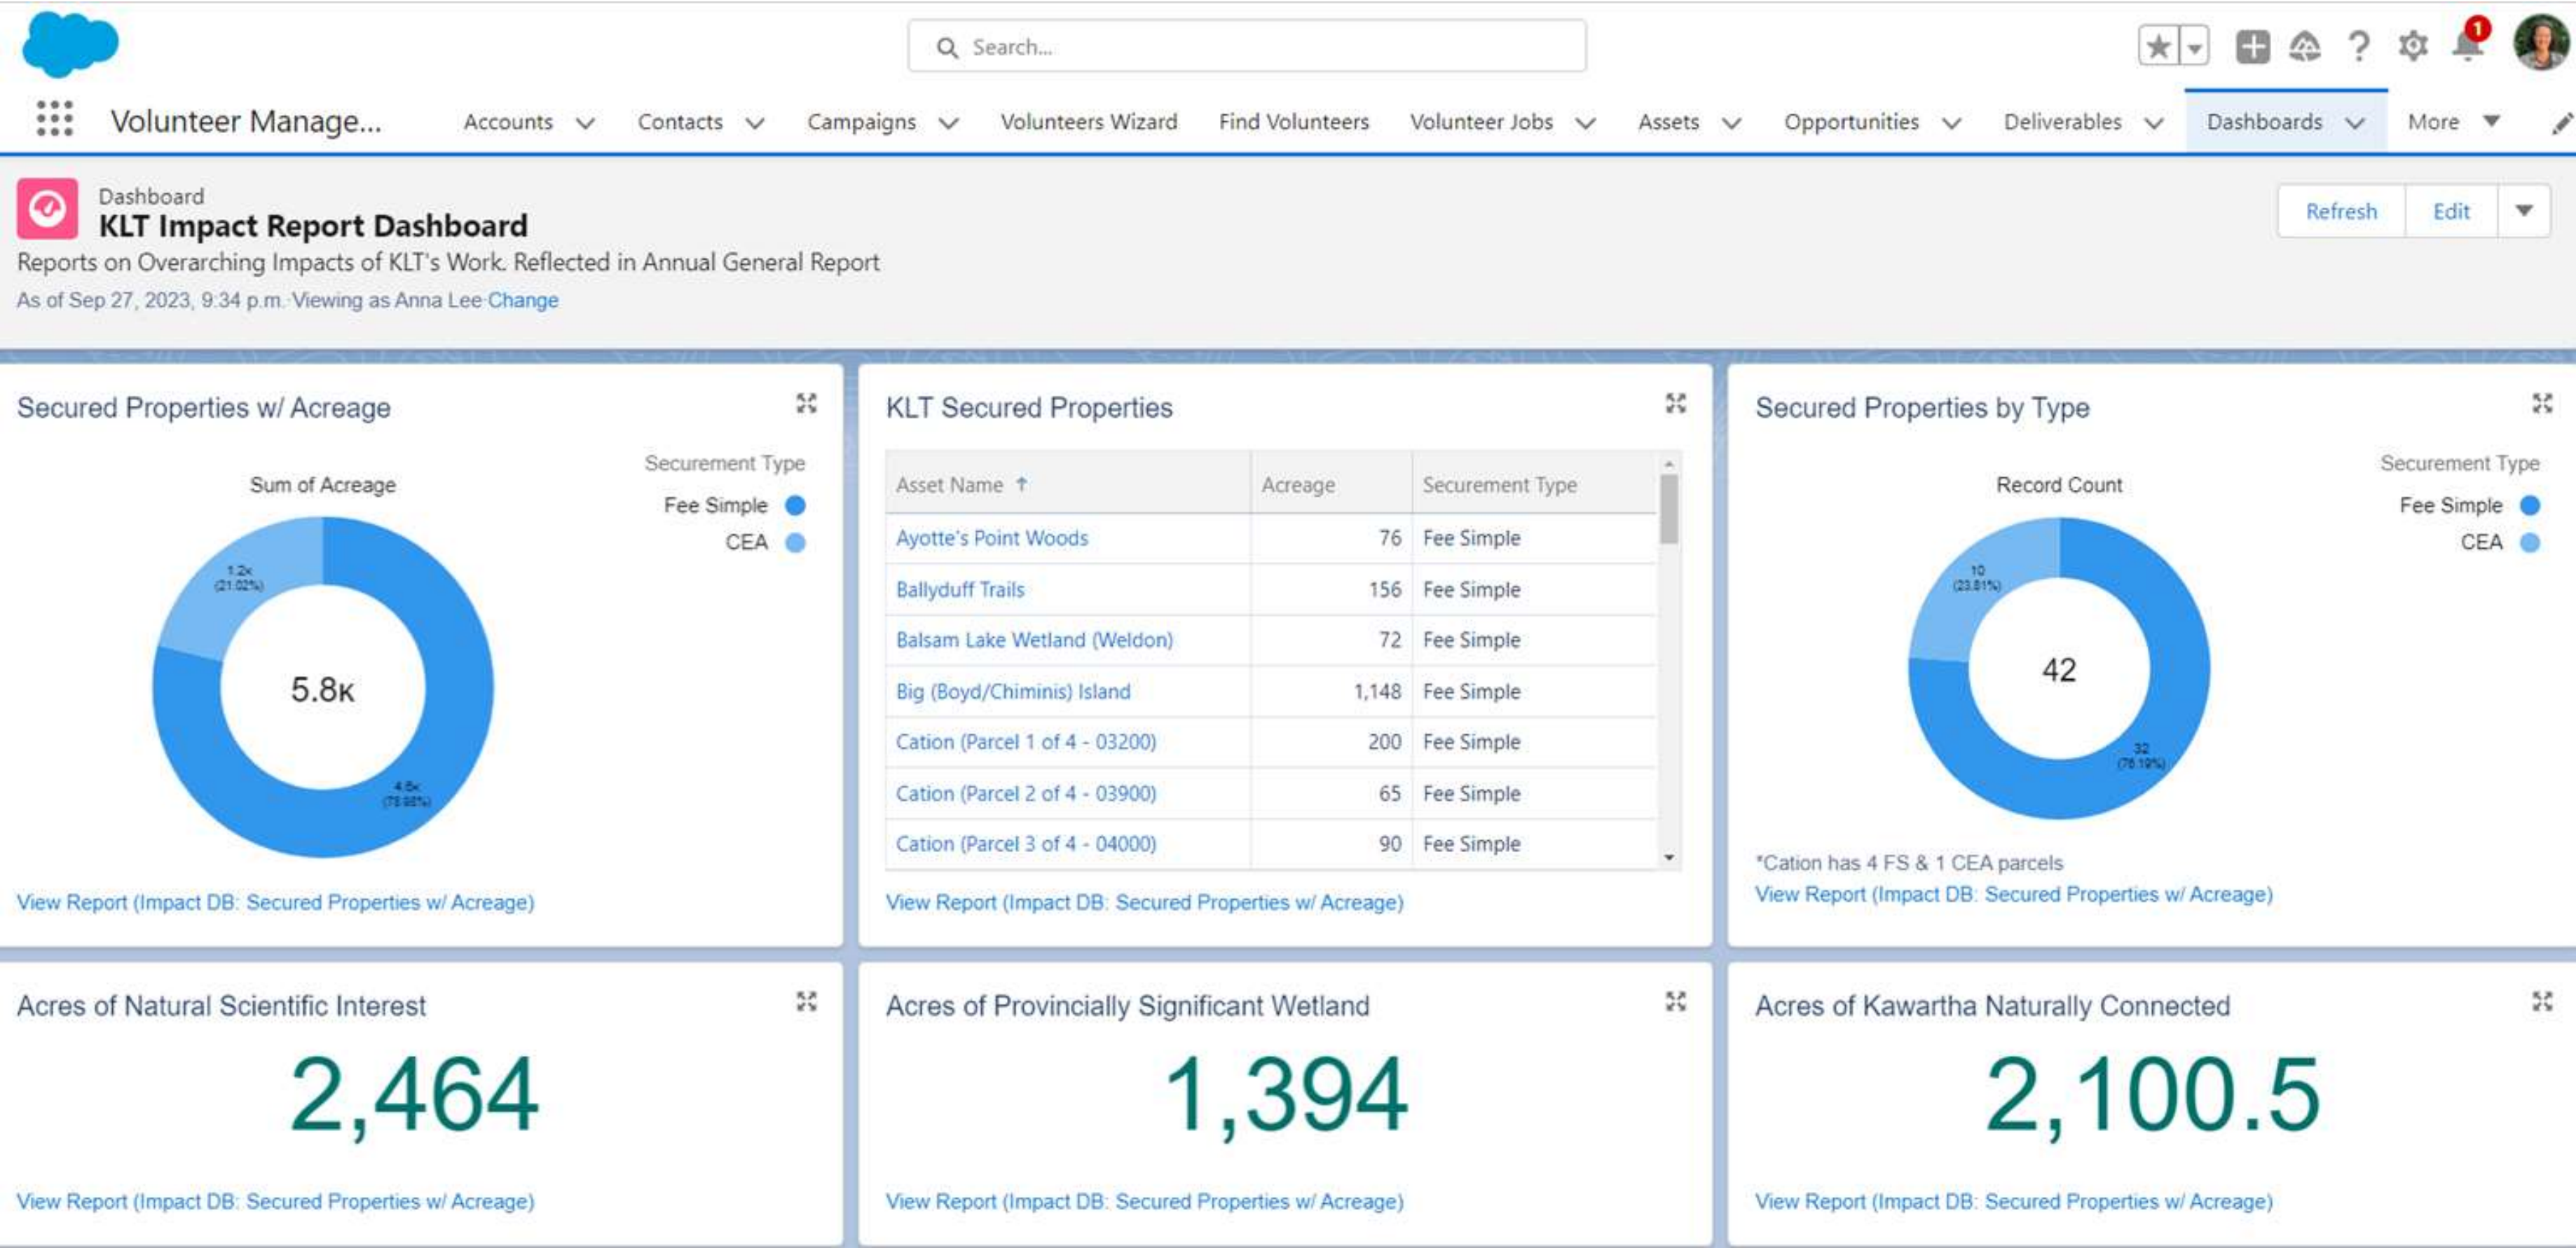 Search...
1
Volunteer Manage...
Accounts
Contacts
Campaigns
Volunteers Wizard
Find Volunteers
Volunteer Jobs
Assets
Opportunities
Deliverables
Dashboards
More
Dashboard
KLT Impact Report Dashboard
Reports on Overarching Impacts of KLT's Work. Reflected in Annual General Report
As of Sep 27, 2023, 9:34 p.m.·Viewing as Anna Lee·Change
Refresh
Edit
Secured Properties w/ Acreage
Securement Type
Fee Simple
CEA
Sum of Acreage
1.2K
(21.02%)
5.8K
4.6K
(78.98%)
View Report (Impact DB: Secured Properties w/ Acreage)
KLT Secured Properties
Asset Name ↑ Acreage Securement Type
Ayotte's Point Woods 76 Fee Simple
Ballyduff Trails 156 Fee Simple
Balsam Lake Wetland (Weldon) 72 Fee Simple
Big (Boyd/Chiminis) Island 1,148 Fee Simple
Cation (Parcel 1 of 4 - 03200) 200 Fee Simple
Cation (Parcel 2 of 4 - 03900) 65 Fee Simple
Cation (Parcel 3 of 4 - 04000) 90 Fee Simple
View Report (Impact DB: Secured Properties w/ Acreage)
Secured Properties by Type
Securement Type
Fee Simple
CEA
Record Count
10
(23.81%)
42
32
(76.19%)
*Cation has 4 FS & 1 CEA parcels
View Report (Impact DB: Secured Properties w/ Acreage)
Acres of Natural Scientific Interest
2,464
View Report (Impact DB: Secured Properties w/ Acreage)
Acres of Provincially Significant Wetland
1,394
View Report (Impact DB: Secured Properties w/ Acreage)
Acres of Kawartha Naturally Connected
2,100.5
View Report (Impact DB: Secured Properties w/ Acreage)